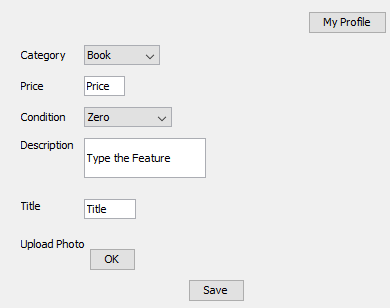 My Profile
Category Book
Price Price
Condition Zero
Description Type the Feature
Title Title
Upload Photo
OK
Save